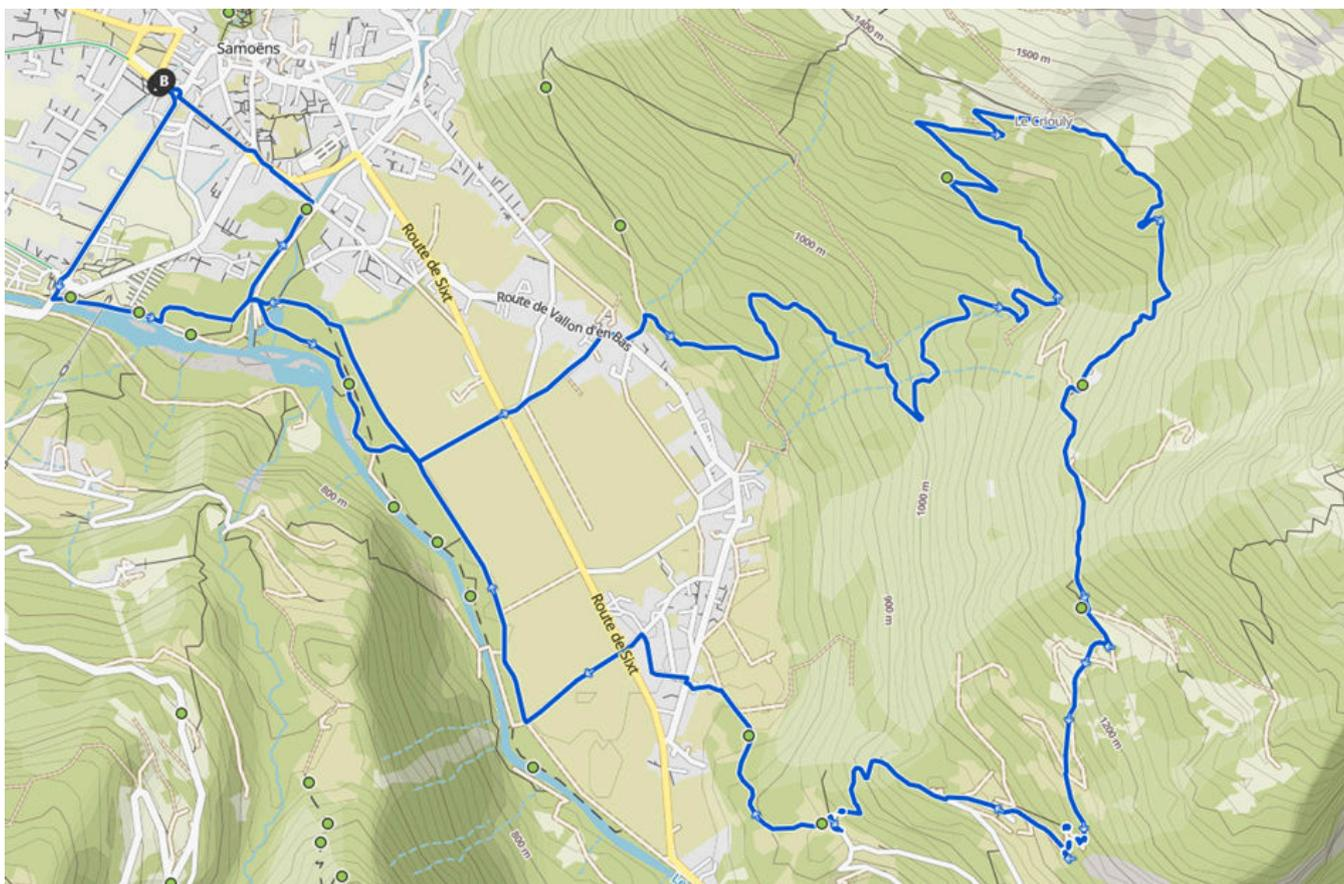 1400 m
1500 m
Samoëns
B
Le Criouly
Route de Sixt
1000 m
Route de Vallon d'en Bas
800 m
1000 m
900 m
Route de Sixt
1200 m
800 m